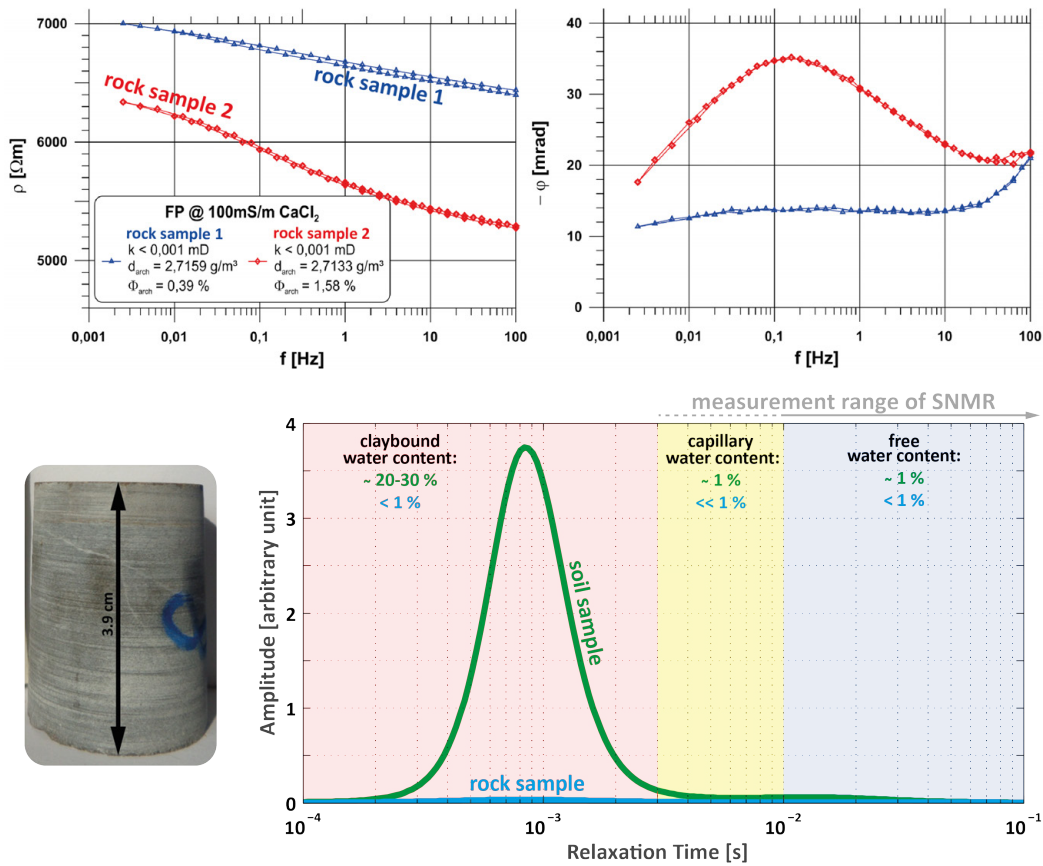 7000
6000
5000
ρ [Ωm]
rock sample 1
rock sample 2
FP @ 100mS/m CaCl₂
rock sample 1
k < 0,001 mD
d_arch = 2,7159 g/m³
Φ_arch = 0,39 %
rock sample 2
k < 0,001 mD
d_arch = 2,7133 g/m³
Φ_arch = 1,58 %
0,001 0,01 0,1 1 10 100
f [Hz]
40
30
20
10
0
− φ [mrad]
0,001 0,01 0,1 1 10 100
f [Hz]
3.9 cm
measurement range of SNMR
claybound
water content:
~ 20-30 %
< 1 %
capillary
water content:
~ 1 %
<< 1 %
free
water content:
~ 1 %
< 1 %
4
3
2
1
0
Amplitude [arbitrary unit]
soil sample
rock sample
10⁻⁴ 10⁻³ 10⁻² 10⁻¹
Relaxation Time [s]